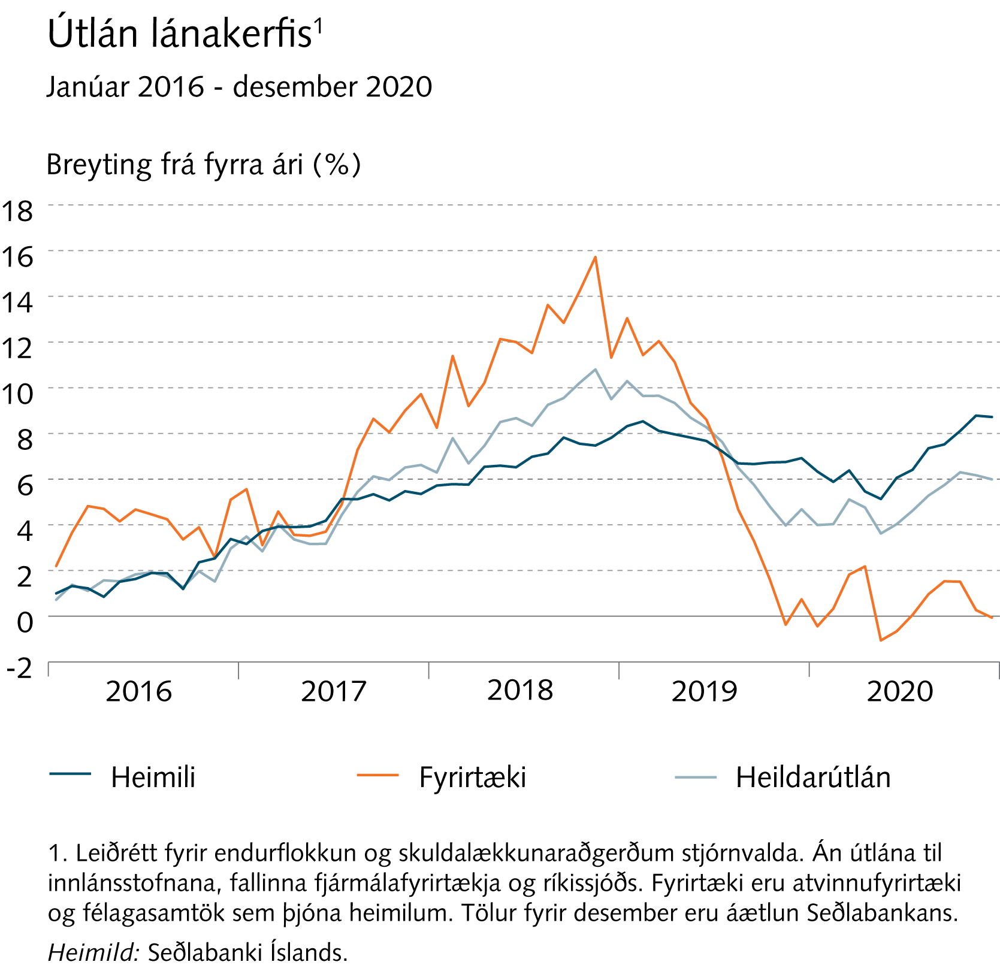 Útlán lánakerfis¹
Janúar 2016 - desember 2020
Breyting frá fyrra ári (%)
18
16
14
12
10
8
6
4
2
0
-2
2016 2017 2018 2019 2020
Heimili Fyrirtæki Heildarútlán
1. Leiðrétt fyrir endurflokkun og skuldalækkunaraðgerðum stjórnvalda. Án útlána til
innlánsstofnana, fallinna fjármálafyrirtækja og ríkissjóðs. Fyrirtæki eru atvinnufyrirtæki
og félagasamtök sem þjóna heimilum. Tölur fyrir desember eru áætlun Seðlabankans.
Heimild: Seðlabanki Íslands.